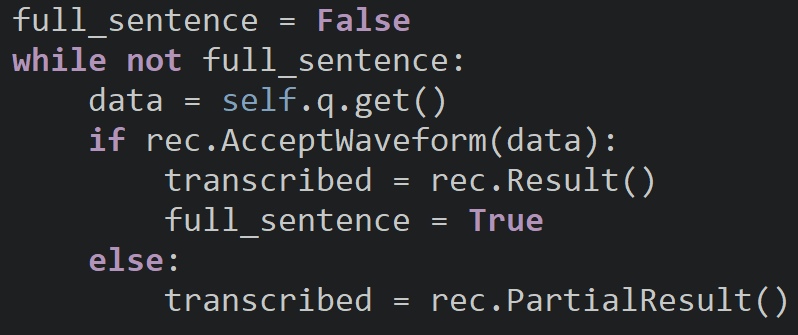 full_sentence = False
while not full_sentence:
    data = self.q.get()
    if rec.AcceptWaveform(data):
        transcribed = rec.Result()
        full_sentence = True
    else:
        transcribed = rec.PartialResult()